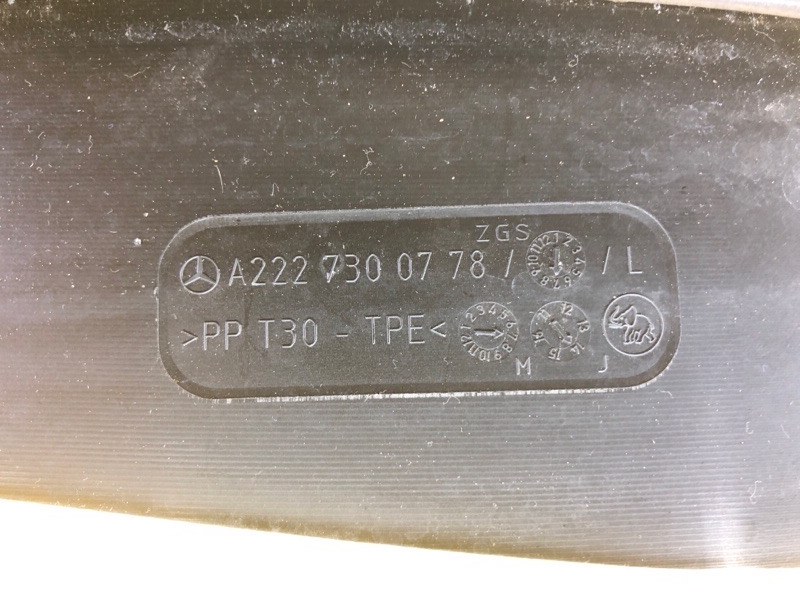 ZGS
A222 730 07 78 / / L
>PP T30 - TPE<
M J